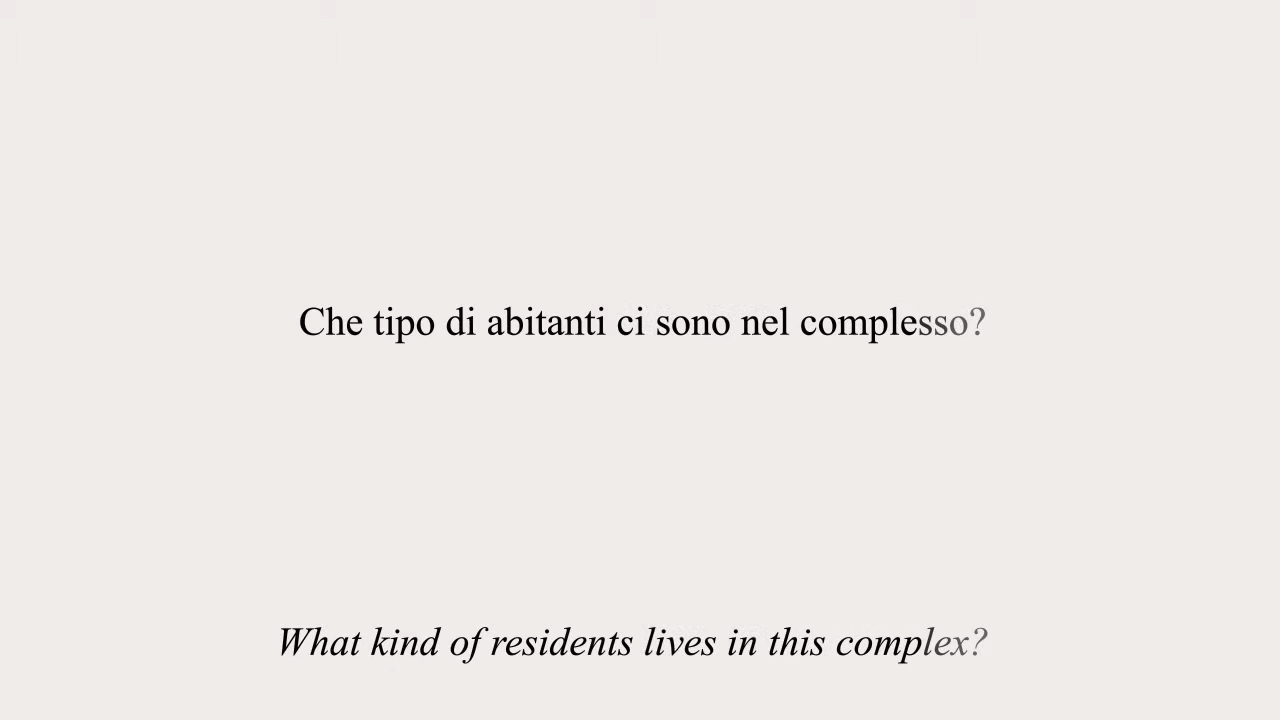 Che tipo di abitanti ci sono nel complesso?
What kind of residents lives in this complex?